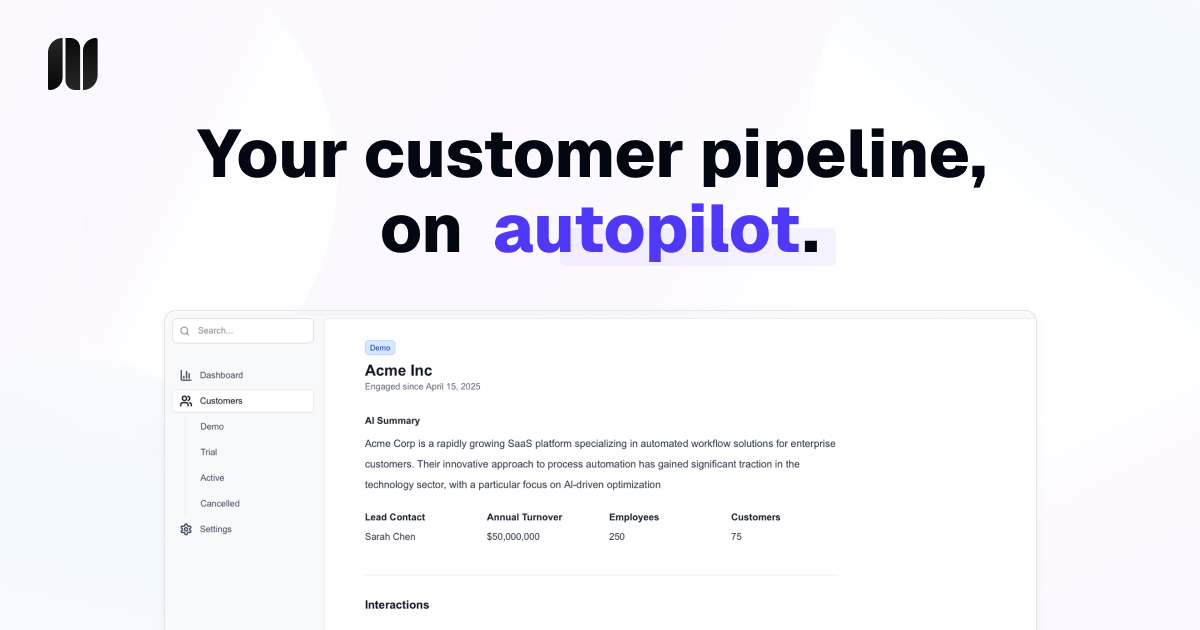 Your customer pipeline,
on autopilot.
Search...
Dashboard
Customers
Demo
Trial
Active
Cancelled
Settings
Demo
Acme Inc
Engaged since April 15, 2025
AI Summary
Acme Corp is a rapidly growing SaaS platform specializing in automated workflow solutions for enterprise
customers. Their innovative approach to process automation has gained significant traction in the
technology sector, with a particular focus on AI-driven optimization
Lead Contact Annual Turnover Employees Customers
Sarah Chen $50,000,000 250 75
Interactions